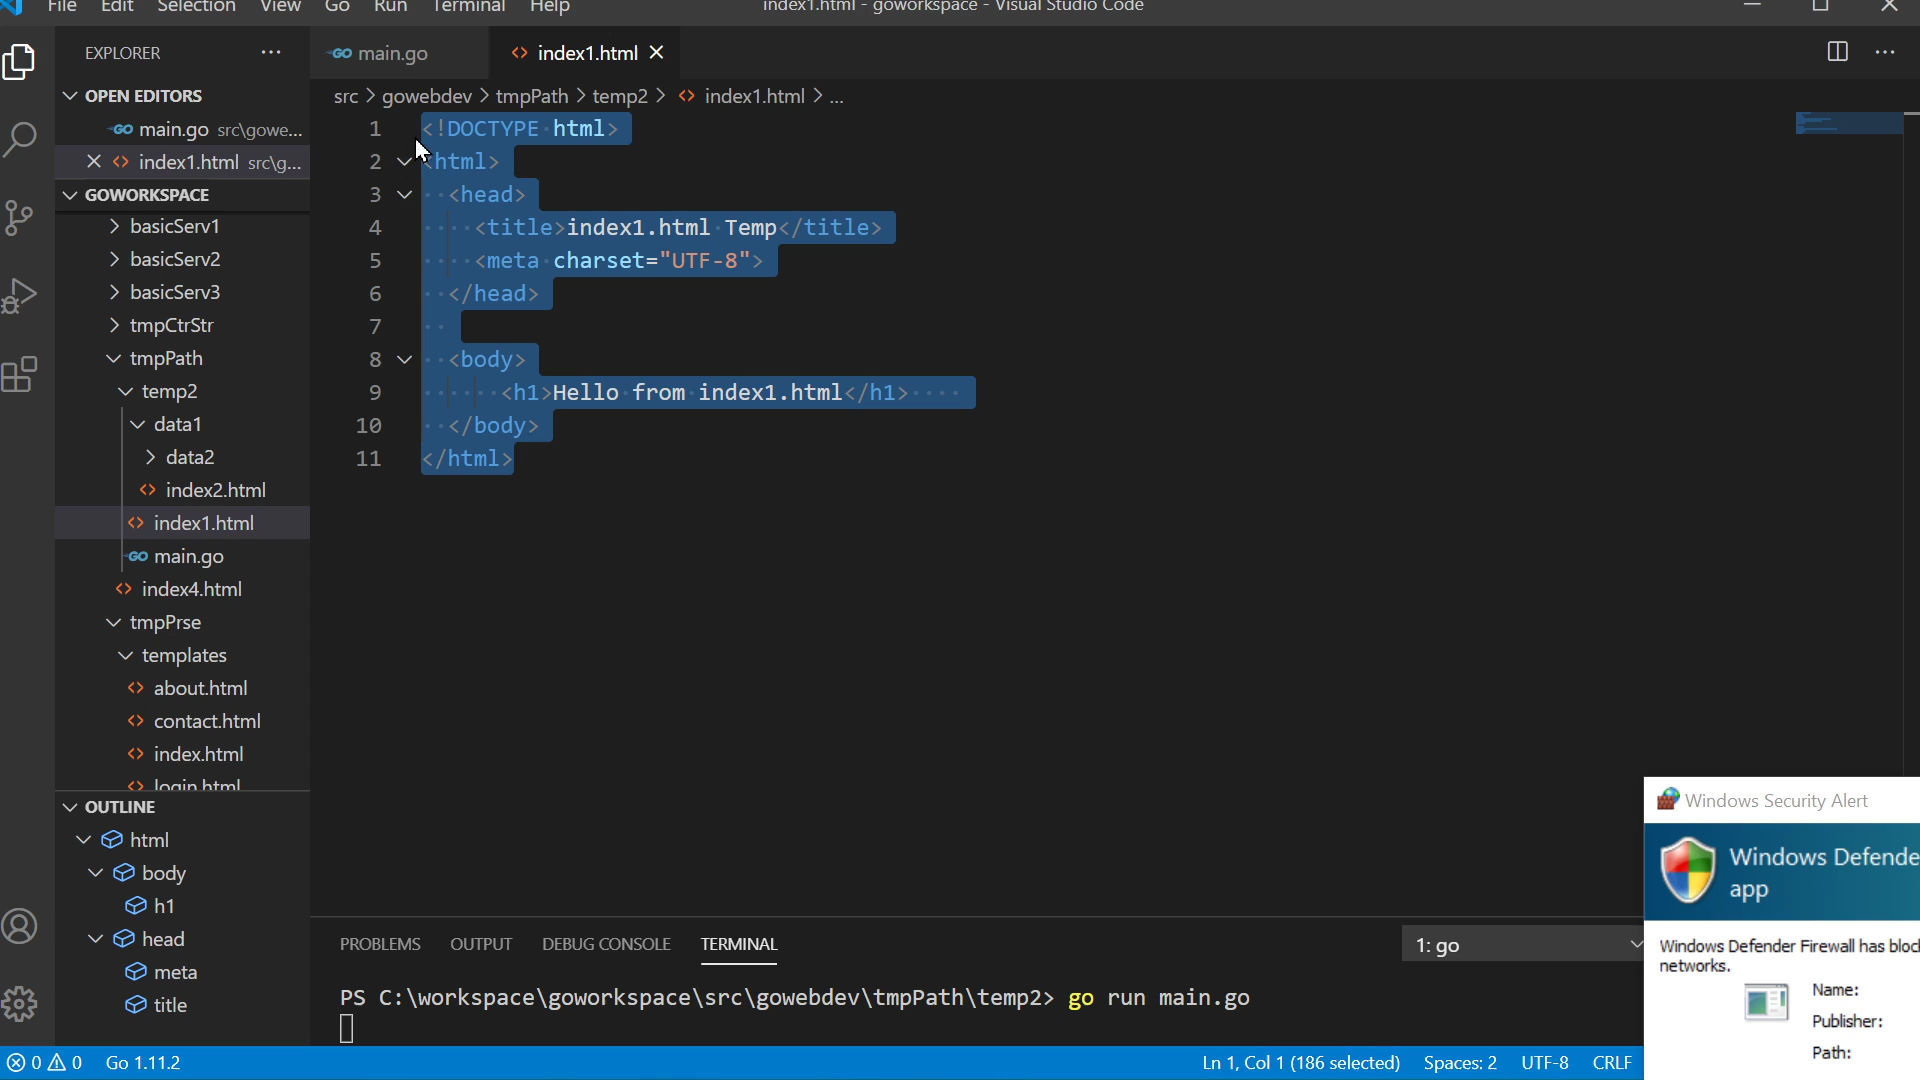 File Edit Selection View Go Run Terminal Help
index1.html - goworkspace - Visual Studio Code
EXPLORER
main.go
index1.html
OPEN EDITORS
main.go src\gowe...
index1.html src\g...
GOWORKSPACE
basicServ1
basicServ2
basicServ3
tmpCtrStr
tmpPath
temp2
data1
data2
index2.html
index1.html
main.go
index4.html
tmpPrse
templates
about.html
contact.html
index.html
login.html
OUTLINE
html
body
h1
head
meta
title
src > gowebdev > tmpPath > temp2 > index1.html > ...
1 <!DOCTYPE html>
2 <html>
3 <head>
4 <title>index1.html Temp</title>
5 <meta charset="UTF-8">
6 </head>
7
8 <body>
9 <h1>Hello from index1.html</h1>
10 </body>
11 </html>
PROBLEMS OUTPUT DEBUG CONSOLE TERMINAL
1: go
PS C:\workspace\goworkspace\src\gowebdev\tmpPath\temp2> go run main.go
Windows Security Alert
Windows Defende
app
Windows Defender Firewall has bloc
networks.
Name:
Publisher:
Path:
0 0 Go 1.11.2
Ln 1, Col 1 (186 selected) Spaces: 2 UTF-8 CRLF